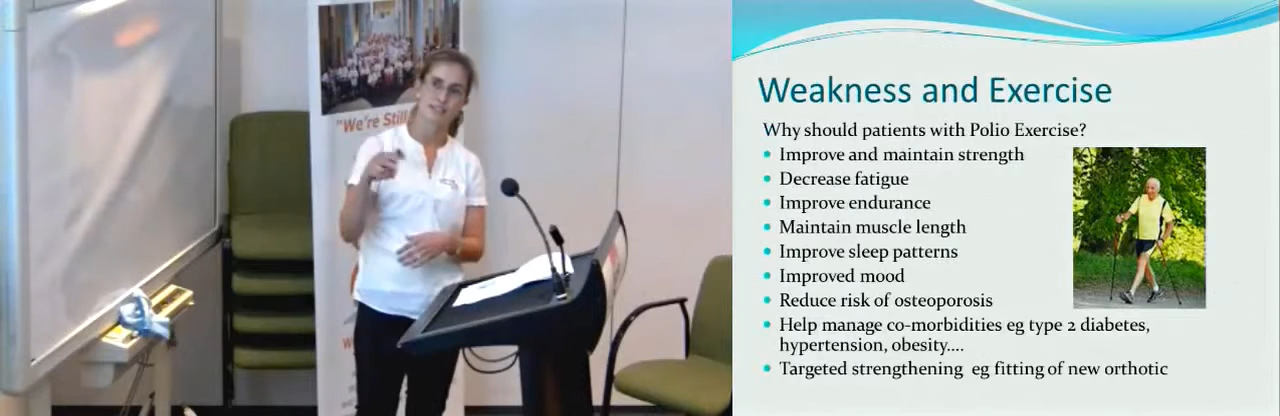 "We're Still
Weakness and Exercise
Why should patients with Polio Exercise?
• Improve and maintain strength
• Decrease fatigue
• Improve endurance
• Maintain muscle length
• Improve sleep patterns
• Improved mood
• Reduce risk of osteoporosis
• Help manage co-morbidities eg type 2 diabetes,
hypertension, obesity....
• Targeted strengthening eg fitting of new orthotic